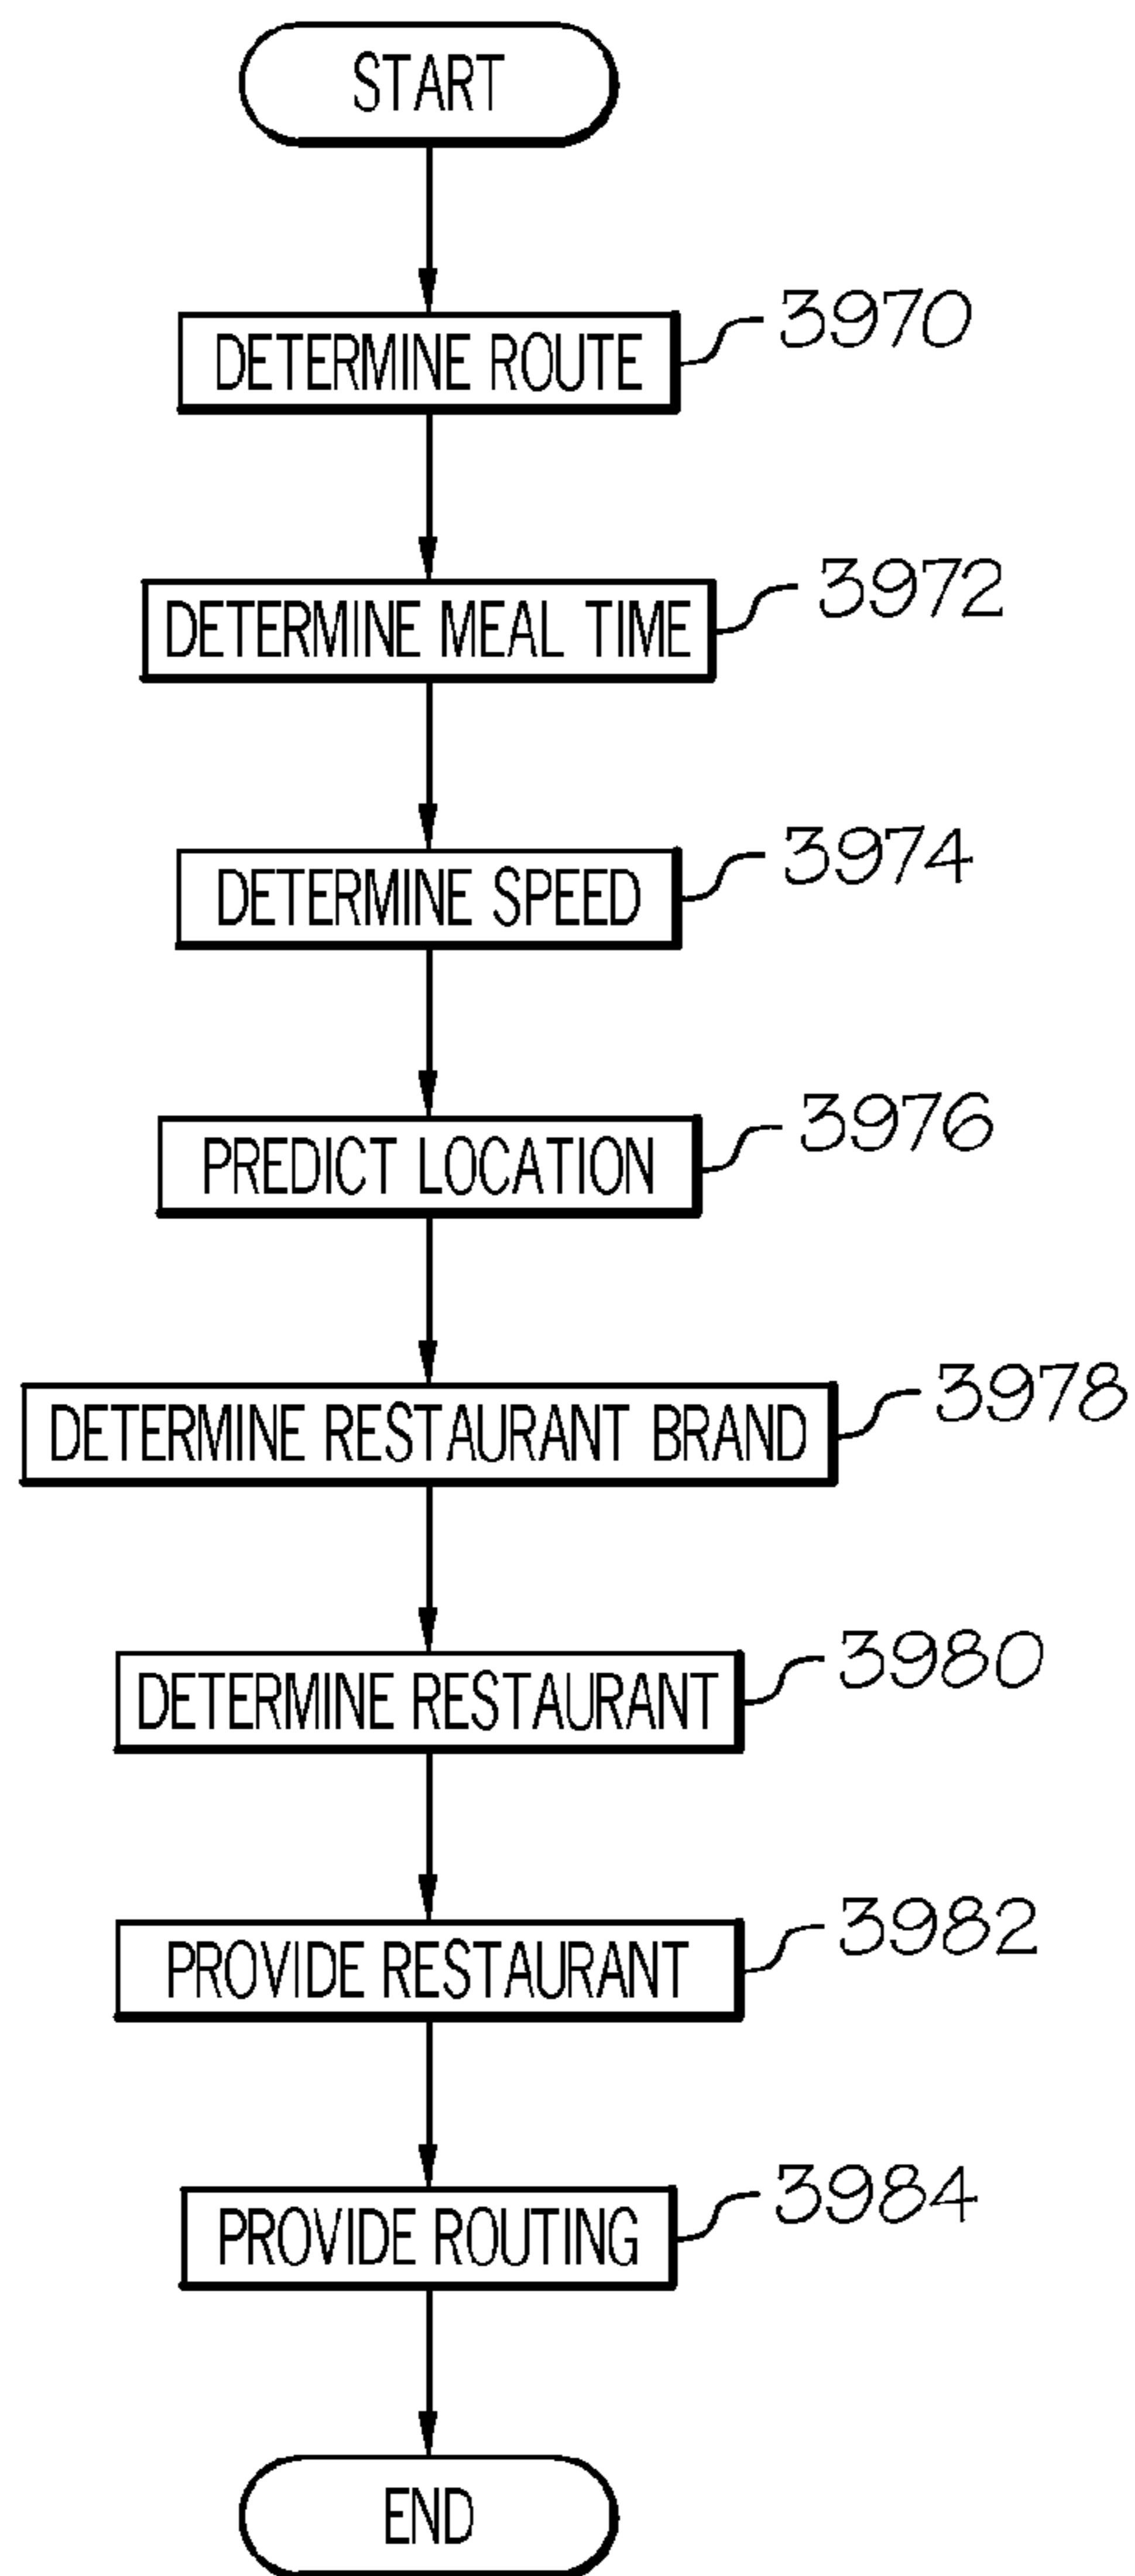 START
DETERMINE ROUTE
3970
DETERMINE MEAL TIME
3972
DETERMINE SPEED
3974
PREDICT LOCATION
3976
DETERMINE RESTAURANT BRAND
3978
DETERMINE RESTAURANT
3980
PROVIDE RESTAURANT
3982
PROVIDE ROUTING
3984
END